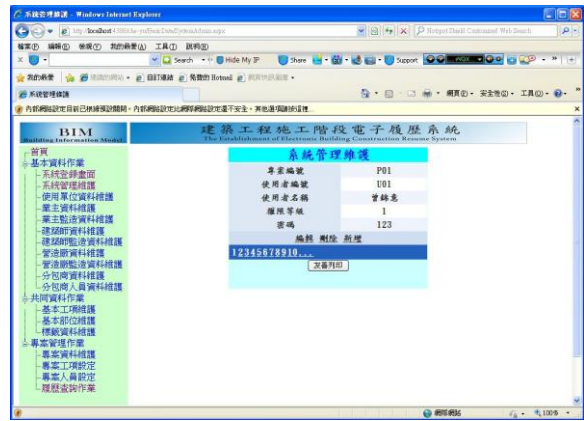 系統管理維護 - Windows Internet Explorer
檔案(F) 編輯(E) 檢視(V) 我的最愛(A) 工具(T) 說明(H)
Search Hide My IP Share Support
我的最愛 自訂連結 免費的 Hotmail
系統管理維護
網頁(P) 安全性(S) 工具(O)
BIM
Building Information Model
建築工程施工階段電子履歷系統
The Establishment of Electronic Building Construction Resume System
首頁
基本資料作業
系統登錄畫面
系統管理維護
使用單位資料維護
業主資料維護
業主監造資料維護
建築師資料維護
建築師監造資料維護
營造廠資料維護
營造廠監造資料維護
分包商資料維護
分包商人員資料維護
共同資料作業
基本工項維護
基本部位維護
標籤資料維護
專案管理作業
專案資料維護
專案工項設定
專案人員設定
履歷查詢作業
系統管理維護
專案編號 P01
使用者編號 U01
使用者名稱
權限等級 1
密碼 123
編輯 刪除 新增
12345678910...
友善列印
網際網路 100%